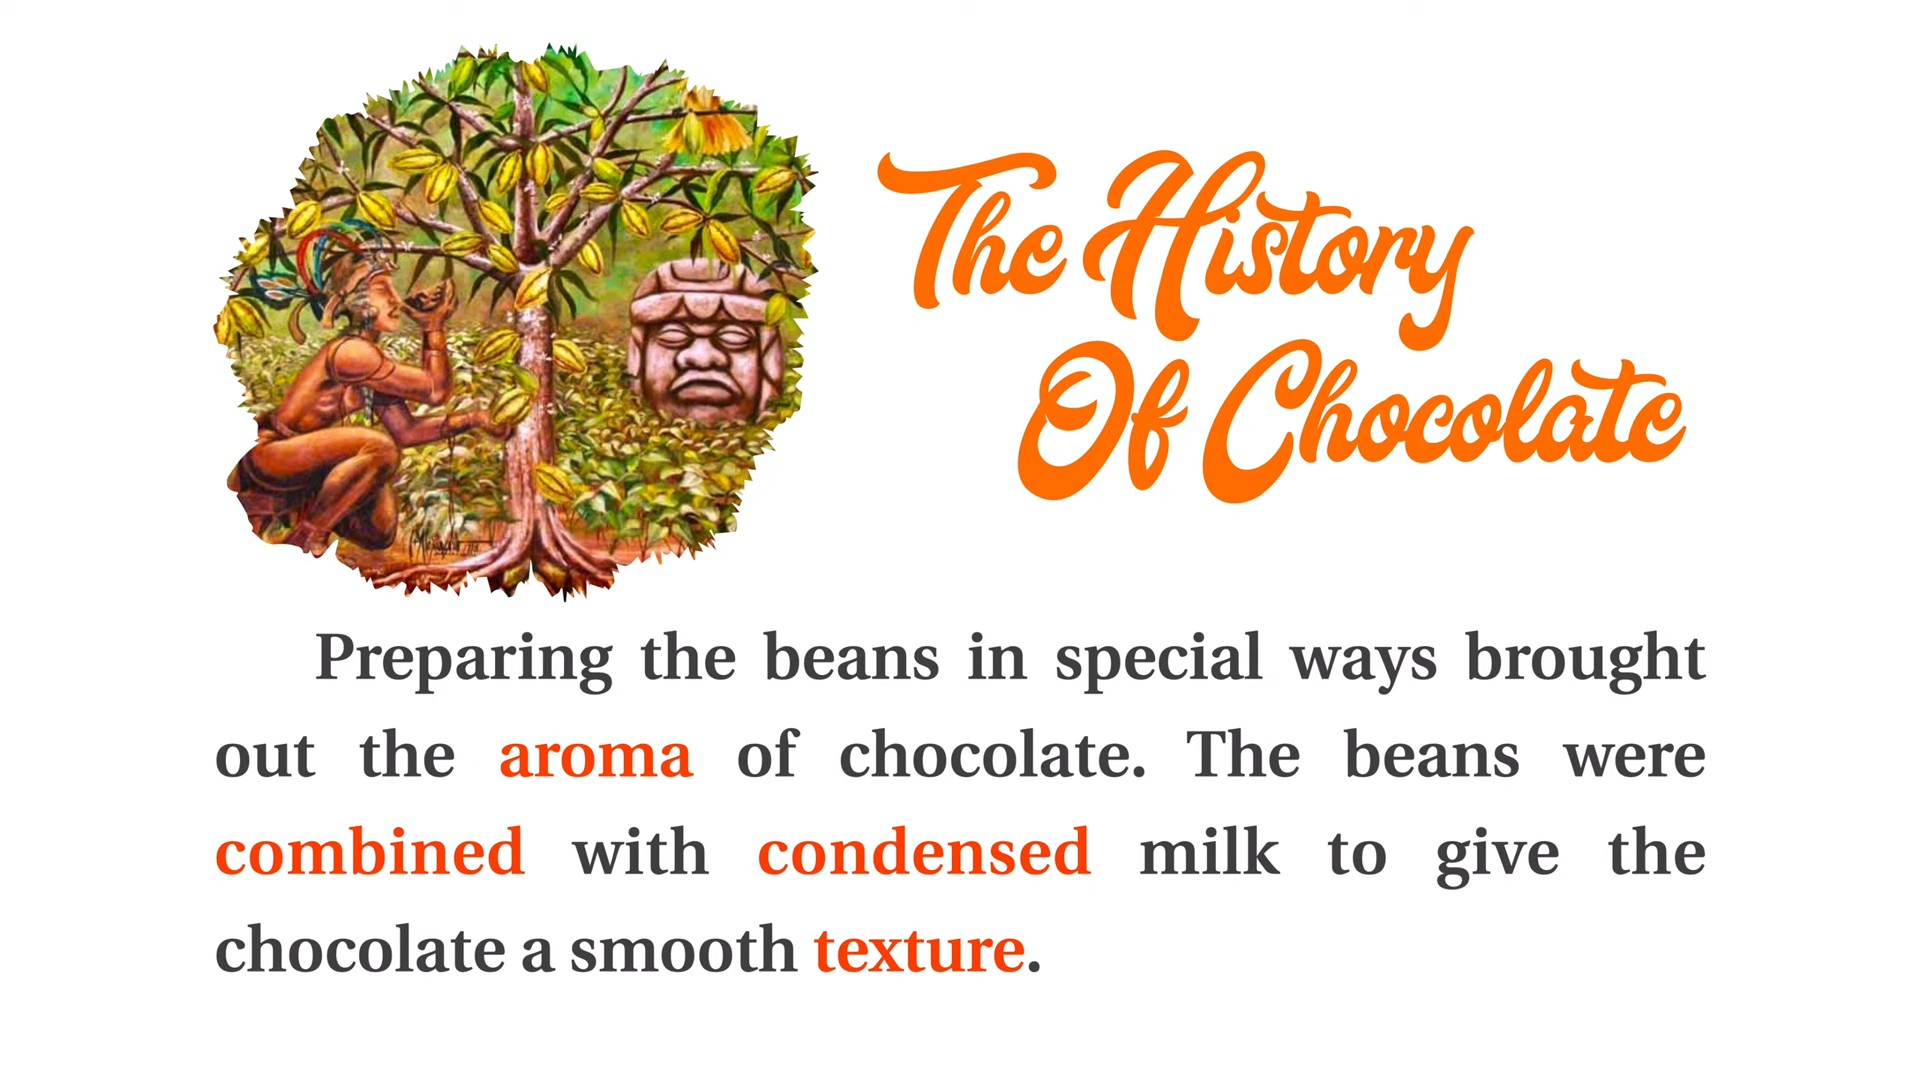 The History
Of Chocolate
Preparing the beans in special ways brought
out the aroma of chocolate. The beans were
combined with condensed milk to give the
chocolate a smooth texture.